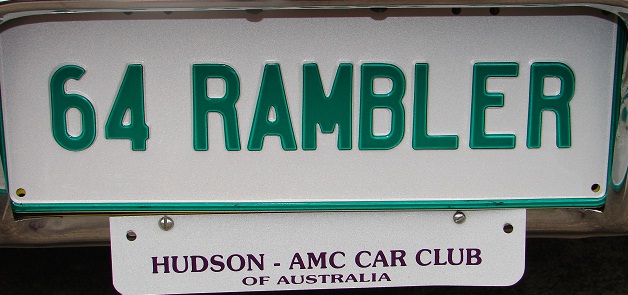 64 RAMBLER
HUDSON - AMC CAR CLUB
OF AUSTRALIA